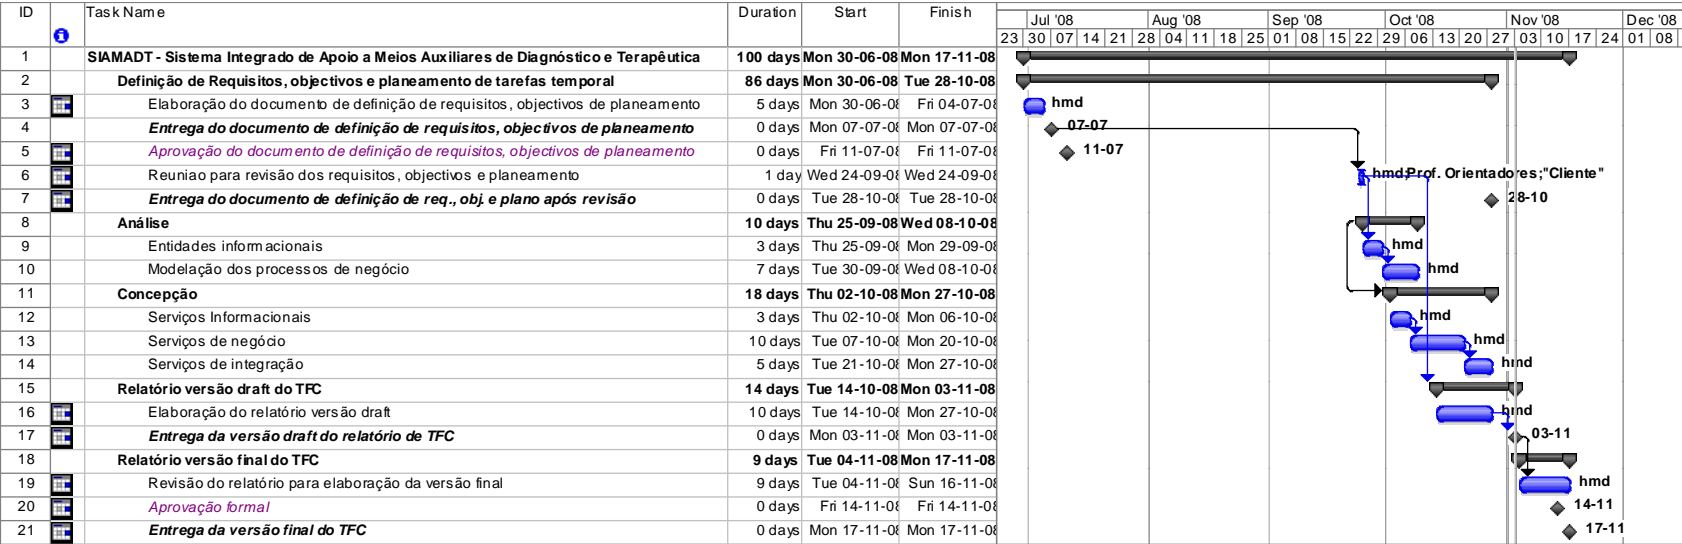 ID Task Name Duration Start Finish Jul '08 Aug '08 Sep '08 Oct '08 Nov '08 Dec '08
23 30 07 14 21 28 04 11 18 25 01 08 15 22 29 06 13 20 27 03 10 17 24 01 08
1 SIAMADT - Sistema Integrado de Apoio a Meios Auxiliares de Diagnóstico e Terapêutica 100 days Mon 30-06-08 Mon 17-11-08
2 Definição de Requisitos, objectivos e planeamento de tarefas temporal 86 days Mon 30-06-08 Tue 28-10-08
3 Elaboração do documento de definição de requisitos, objectivos de planeamento 5 days Mon 30-06-08 Fri 04-07-08 hmd
4 Entrega do documento de definição de requisitos, objectivos de planeamento 0 days Mon 07-07-08 Mon 07-07-08 07-07
5 Aprovação do documento de definição de requisitos, objectivos de planeamento 0 days Fri 11-07-08 Fri 11-07-08 11-07
6 Reuniao para revisão dos requisitos, objectivos e planeamento 1 day Wed 24-09-08 Wed 24-09-08 hmd;Prof. Orientadores;"Cliente"
7 Entrega do documento de definição de req., obj. e plano após revisão 0 days Tue 28-10-08 Tue 28-10-08 28-10
8 Análise 10 days Thu 25-09-08 Wed 08-10-08
9 Entidades informacionais 3 days Thu 25-09-08 Mon 29-09-08 hmd
10 Modelação dos processos de negócio 7 days Tue 30-09-08 Wed 08-10-08 hmd
11 Concepção 18 days Thu 02-10-08 Mon 27-10-08
12 Serviços Informacionais 3 days Thu 02-10-08 Mon 06-10-08 hmd
13 Serviços de negócio 10 days Tue 07-10-08 Mon 20-10-08 hmd
14 Serviços de integração 5 days Tue 21-10-08 Mon 27-10-08 hmd
15 Relatório versão draft do TFC 14 days Tue 14-10-08 Mon 03-11-08
16 Elaboração do relatório versão draft 10 days Tue 14-10-08 Mon 27-10-08 hmd
17 Entrega da versão draft do relatório de TFC 0 days Mon 03-11-08 Mon 03-11-08 03-11
18 Relatório versão final do TFC 9 days Tue 04-11-08 Mon 17-11-08
19 Revisão do relatório para elaboração da versão final 9 days Tue 04-11-08 Sun 16-11-08 hmd
20 Aprovação formal 0 days Fri 14-11-08 Fri 14-11-08 14-11
21 Entrega da versão final do TFC 0 days Mon 17-11-08 Mon 17-11-08 17-11